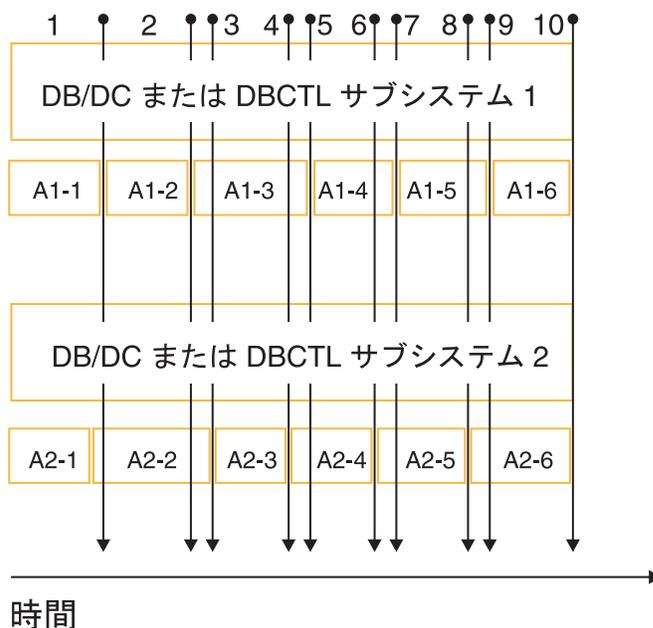 1 2 3 4 5 6 7 8 9 10
DB/DC または DBCTL サブシステム 1
A1-1 A1-2 A1-3 A1-4 A1-5 A1-6
DB/DC または DBCTL サブシステム 2
A2-1 A2-2 A2-3 A2-4 A2-5 A2-6
時間